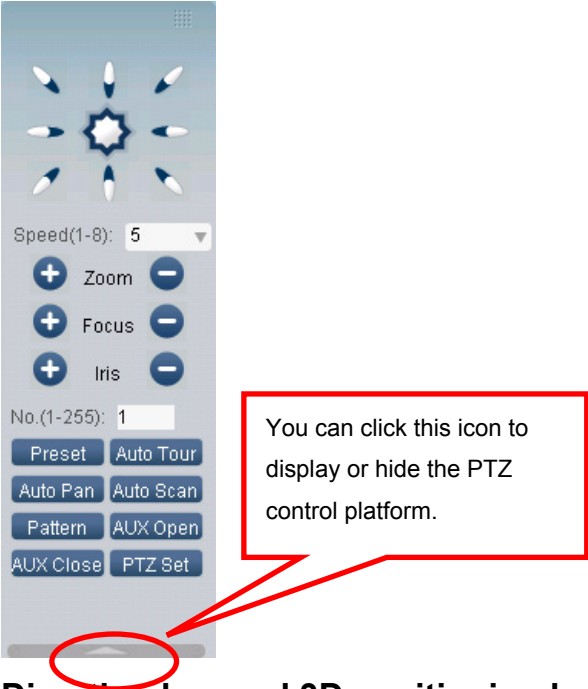 Speed(1-8): 5
Zoom
Focus
Iris
No.(1-255): 1
Preset Auto Tour
Auto Pan Auto Scan
Pattern AUX Open
AUX Close PTZ Set
You can click this icon to
display or hide the PTZ
control platform.